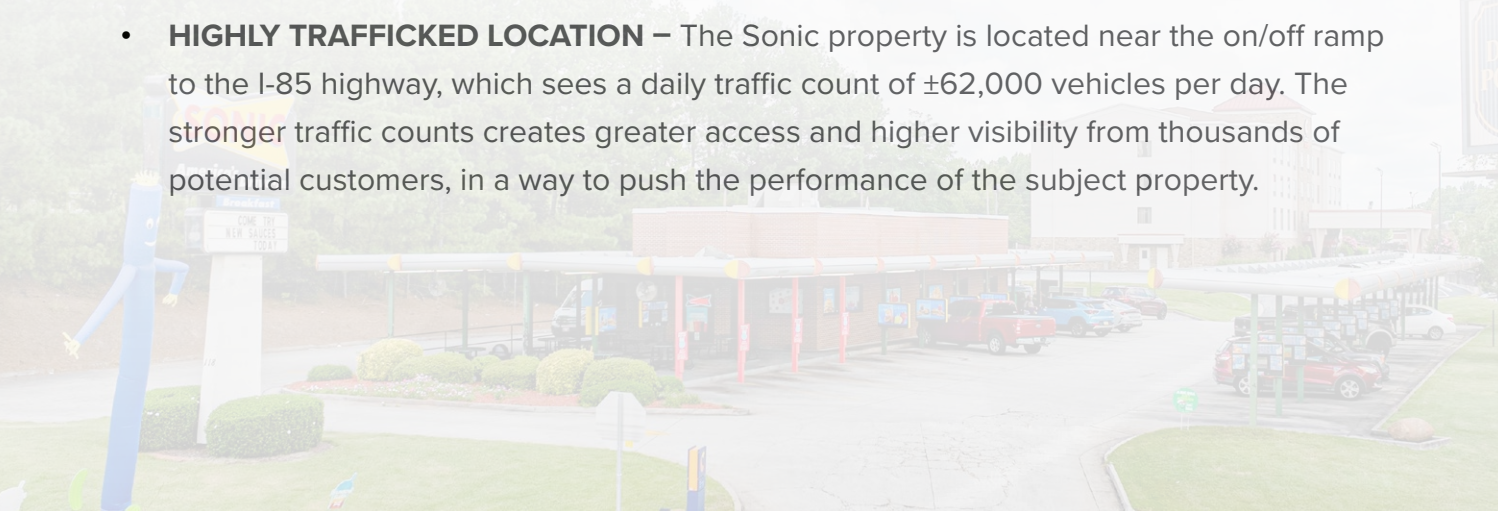 • HIGHLY TRAFFICKED LOCATION – The Sonic property is located near the on/off ramp
to the I-85 highway, which sees a daily traffic count of ±62,000 vehicles per day. The
stronger traffic counts creates greater access and higher visibility from thousands of
potential customers, in a way to push the performance of the subject property.
SONIC
Breakfast
COME TRY
NEW SAUCES
TODAY